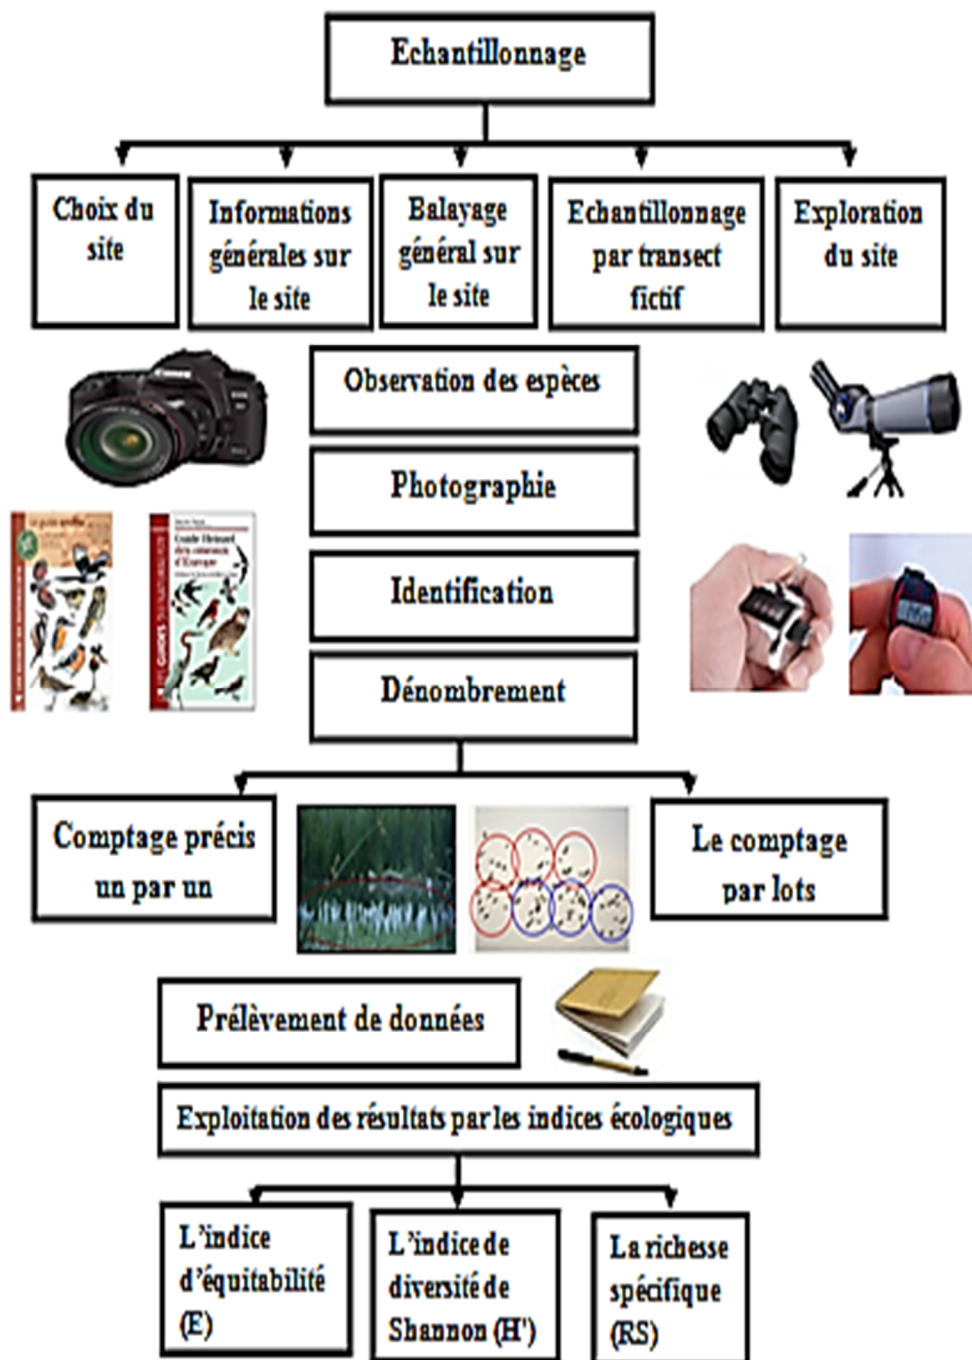 Echantillonnage
Choix du
site
Informations
générales sur
le site
Balayage
général sur
le site
Echantillonnage
par transect
fictif
Exploration
du site
Observation des espèces
Photographie
Identification
Dénombrement
Comptage précis
un par un
Le comptage
par lots
Prélèvement de données
Exploitation des résultats par les indices écologiques
L'indice
d'équitabilité
(E)
L'indice de
diversité de
Shannon (H')
La richesse
spécifique
(RS)